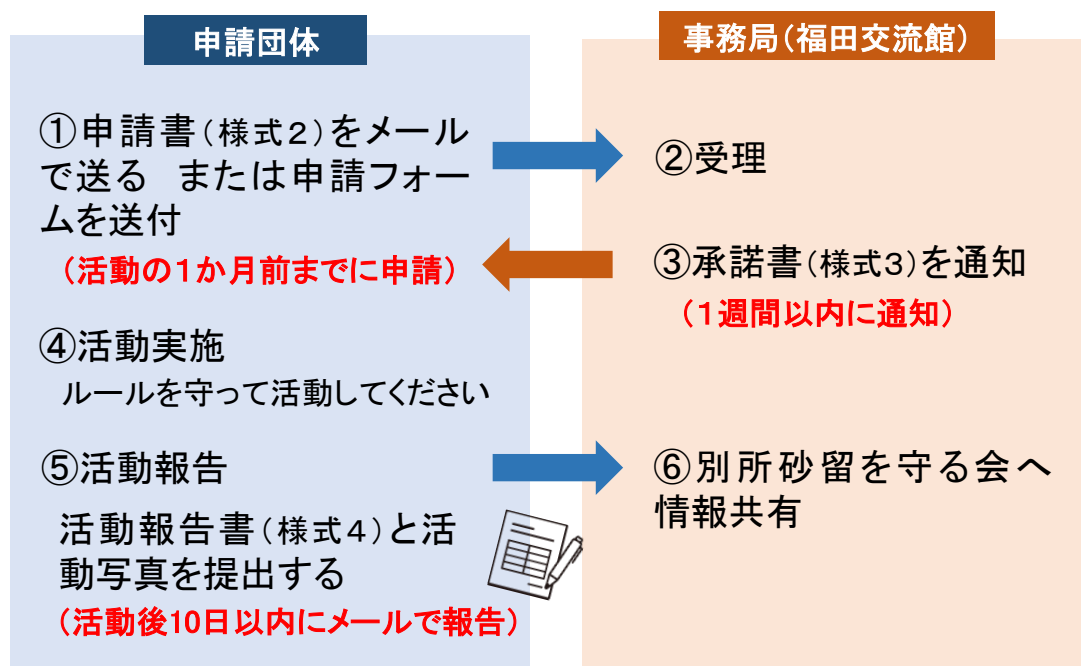 申請団体
事務局（福田交流館）
①申請書（様式２）をメール
で送る　または申請フォー
ムを送付
（活動の１か月前までに申請）
②受理
③承諾書（様式3）を通知
（１週間以内に通知）
④活動実施
ルールを守って活動してください
⑤活動報告
活動報告書（様式４）と活
動写真を提出する
（活動後10日以内にメールで報告）
⑥別所砂留を守る会へ
情報共有